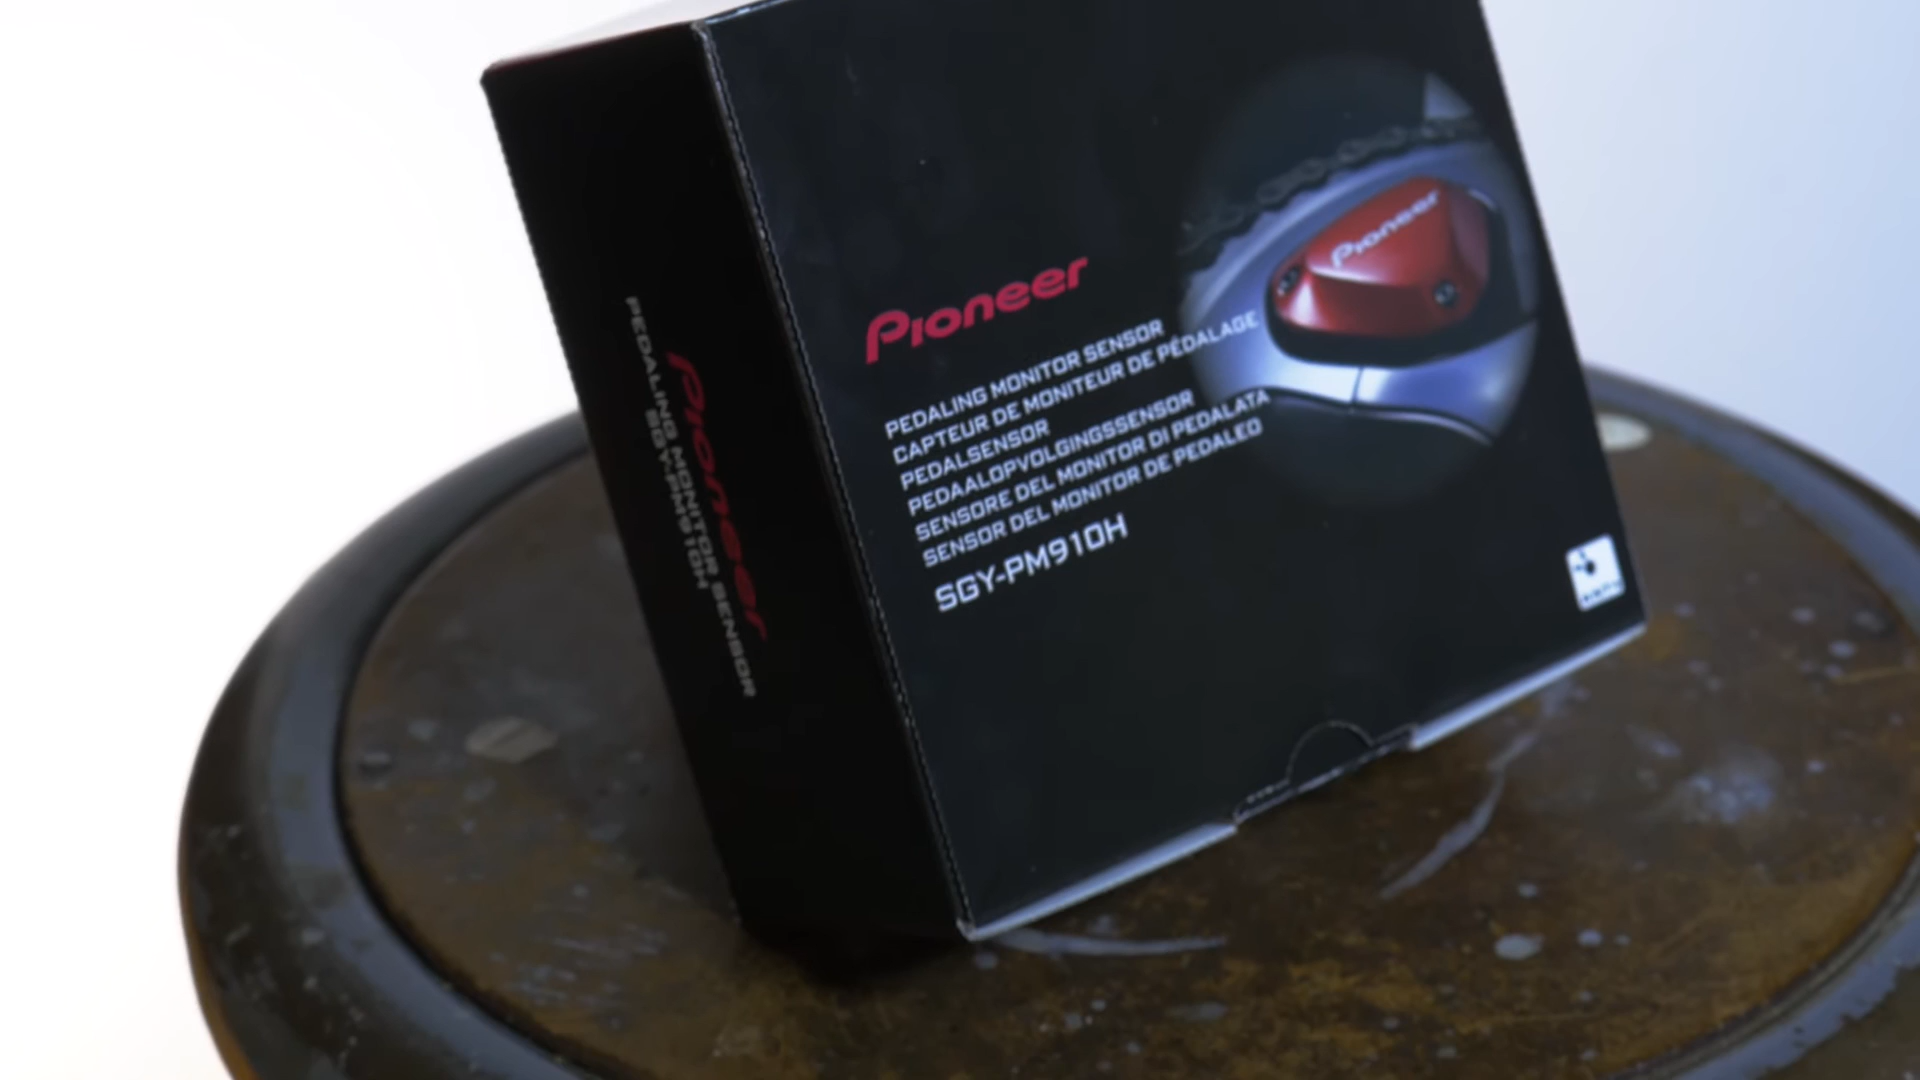 Pioneer
PEDALING MONITOR SENSOR
SGY-PM910H
Pioneer
PEDALING MONITOR SENSOR
CAPTEUR DE MONITEUR DE PÉDALAGE
PEDALSENSOR
PEDAALOPVOLGINGSSENSOR
SENSORE DEL MONITOR DI PEDALATA
SENSOR DEL MONITOR DE PEDALEO
SGY-PM910H
Pioneer